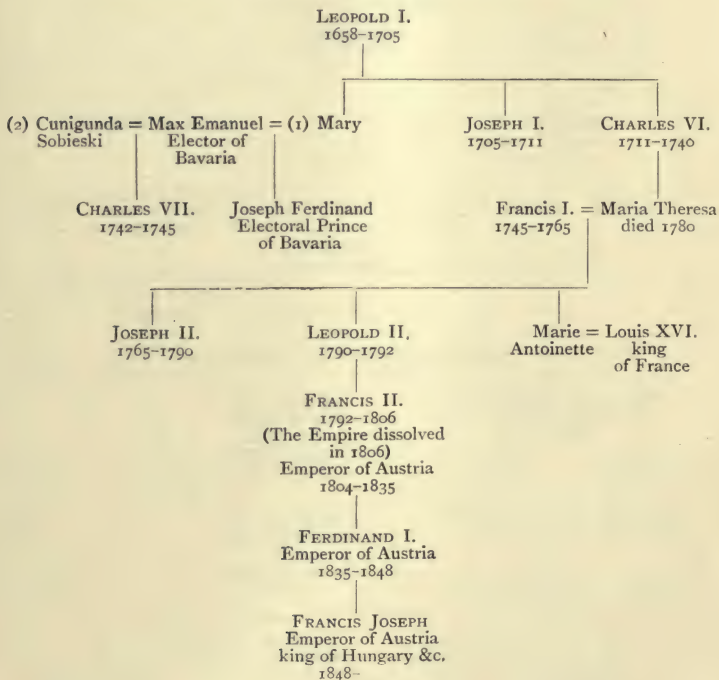 LEOPOLD I.
1658–1705
(2) Cunigunda = Max Emanuel = (1) Mary
Sobieski
Elector of
Bavaria
JOSEPH I.
1705–1711
CHARLES VI.
1711–1740
CHARLES VII.
1742–1745
Joseph Ferdinand
Electoral Prince
of Bavaria
Francis I. = Maria Theresa
1745–1765
died 1780
JOSEPH II.
1765–1790
LEOPOLD II.
1790–1792
Marie = Louis XVI.
Antoinette
king
of France
FRANCIS II.
1792–1806
(The Empire dissolved
in 1806)
Emperor of Austria
1804–1835
FERDINAND I.
Emperor of Austria
1835–1848
FRANCIS JOSEPH
Emperor of Austria
king of Hungary &c.
1848–